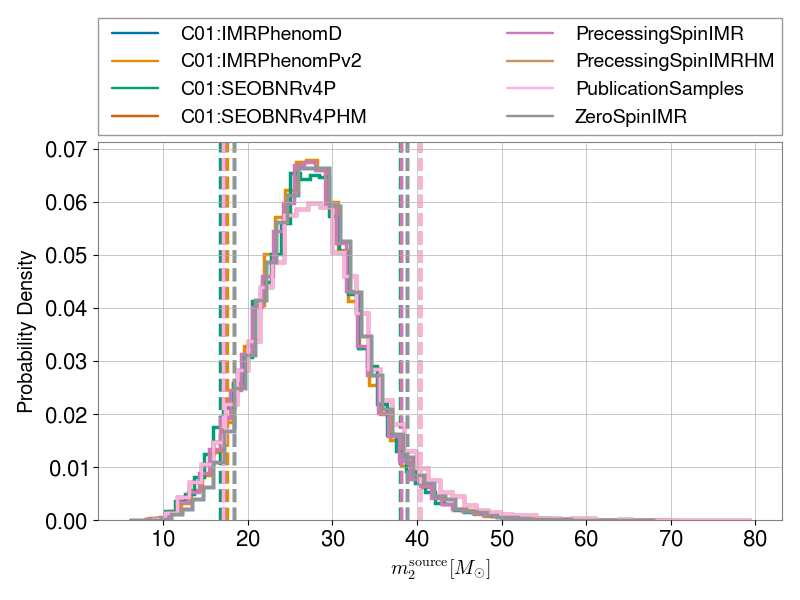 C01:IMRPhenomD
C01:IMRPhenomPv2
C01:SEOBNRv4P
C01:SEOBNRv4PHM
PrecessingSpinIMR
PrecessingSpinIMRHM
PublicationSamples
ZeroSpinIMR
0.07
0.06
0.05
0.04
0.03
0.02
0.01
0.00
Probability Density
10 20 30 40 50 60 70 80
m₂^source [M⊙]